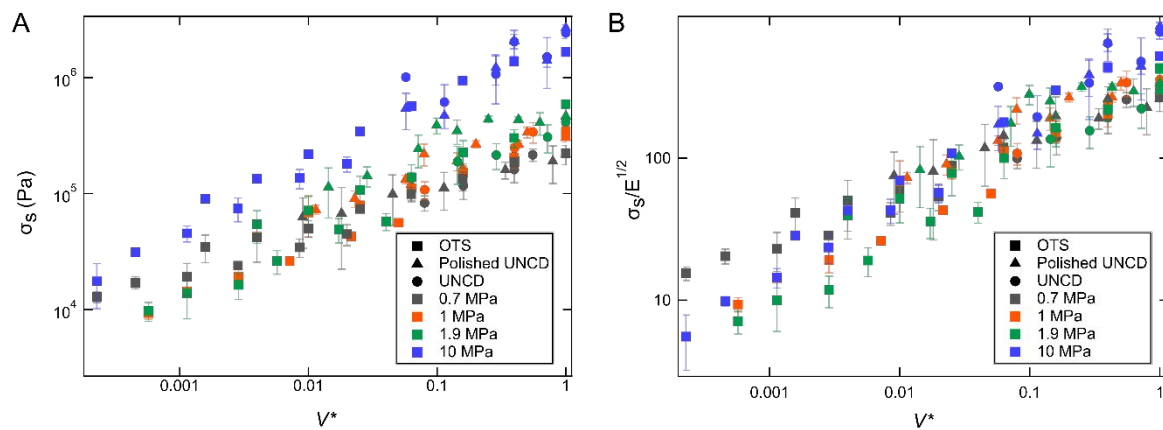 A
σs (Pa)
10^6
10^5
10^4
0.001
0.01
0.1
1
V*
OTS
Polished UNCD
UNCD
0.7 MPa
1 MPa
1.9 MPa
10 MPa
B
σs/E^1/2
100
10
0.001
0.01
0.1
1
V*
OTS
Polished UNCD
UNCD
0.7 MPa
1 MPa
1.9 MPa
10 MPa